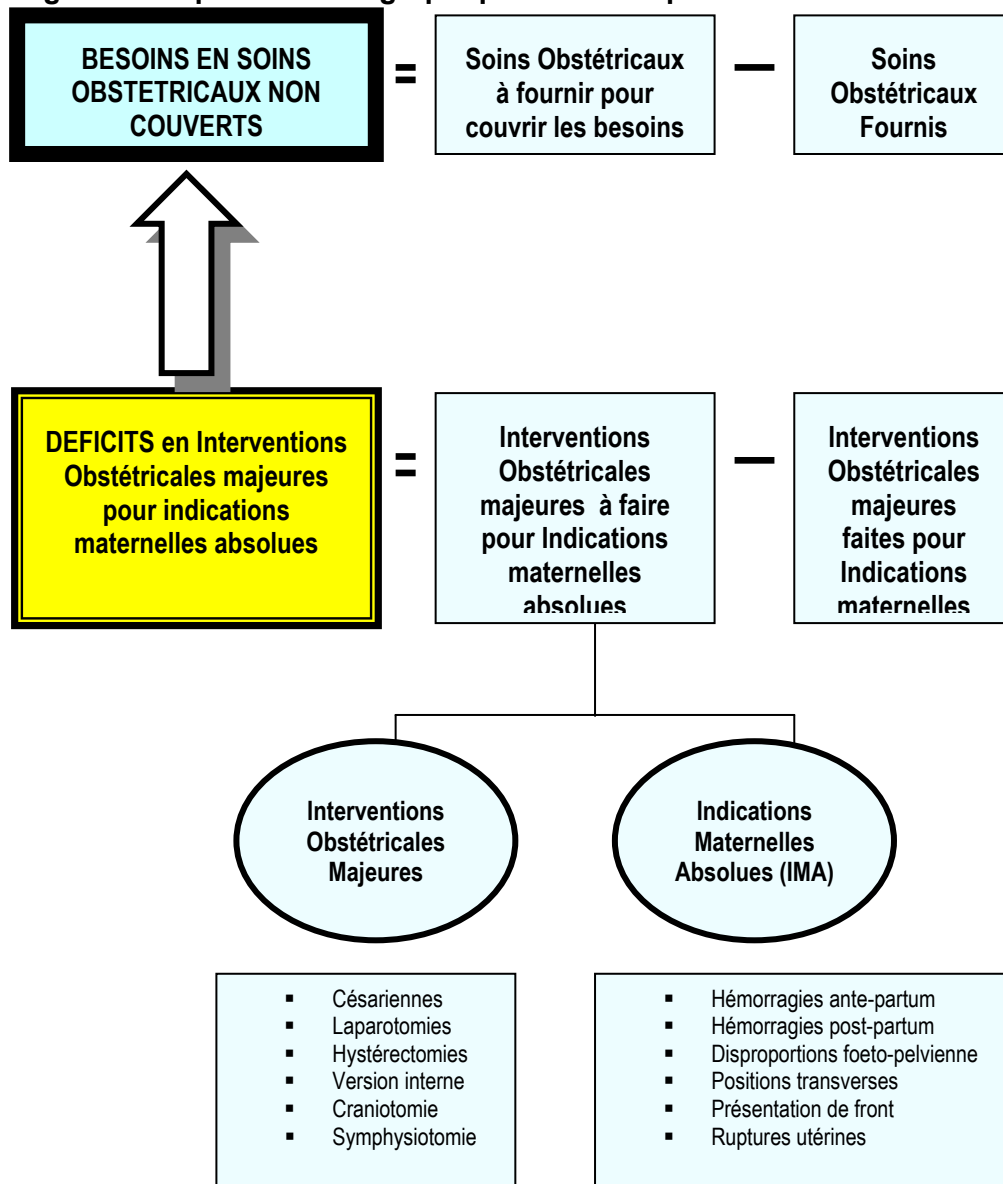 BESOINS EN SOINS
OBSTETRICAUX NON
COUVERTS
=
Soins Obstétricaux
à fournir pour
couvrir les besoins
—
Soins
Obstétricaux
Fournis
DEFICITS en Interventions
Obstétricales majeures
pour indications
maternelles absolues
=
Interventions
Obstétricales
majeures à faire
pour Indications
maternelles
absolues
—
Interventions
Obstétricales
majeures
faites pour
Indications
maternelles
Interventions
Obstétricales
Majeures
Indications
Maternelles
Absolues (IMA)
▪ Césariennes
▪ Laparotomies
▪ Hystérectomies
▪ Version interne
▪ Craniotomie
▪ Symphysiotomie
▪ Hémorragies ante-partum
▪ Hémorragies post-partum
▪ Disproportions foeto-pelvienne
▪ Positions transverses
▪ Présentation de front
▪ Ruptures utérines